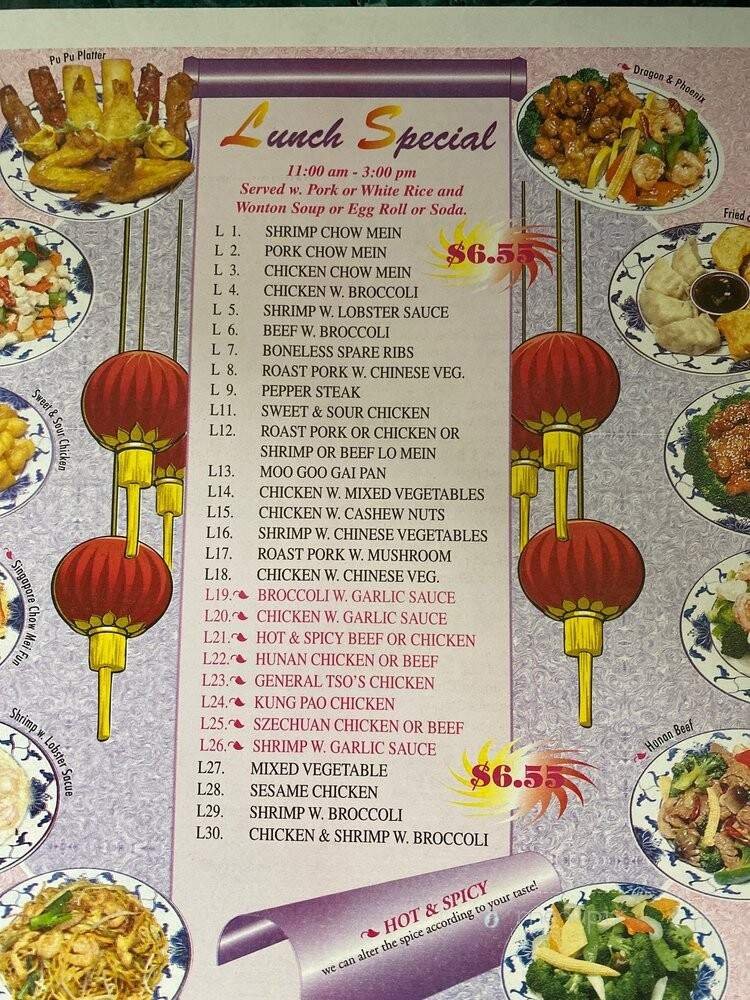 Pu Pu Platter
Dragon & Phoenix
Lunch Special
11:00 am - 3:00 pm
Served w. Pork or White Rice and
Wonton Soup or Egg Roll or Soda.
Fried
L 1. SHRIMP CHOW MEIN
L 2. PORK CHOW MEIN
$6.55
L 3. CHICKEN CHOW MEIN
L 4. CHICKEN W. BROCCOLI
L 5. SHRIMP W. LOBSTER SAUCE
L 6. BEEF W. BROCCOLI
L 7. BONELESS SPARE RIBS
L 8. ROAST PORK W. CHINESE VEG.
L 9. PEPPER STEAK
L11. SWEET & SOUR CHICKEN
L12. ROAST PORK OR CHICKEN OR
SHRIMP OR BEEF LO MEIN
L13. MOO GOO GAI PAN
L14. CHICKEN W. MIXED VEGETABLES
L15. CHICKEN W. CASHEW NUTS
L16. SHRIMP W. CHINESE VEGETABLES
L17. ROAST PORK W. MUSHROOM
L18. CHICKEN W. CHINESE VEG.
L19. BROCCOLI W. GARLIC SAUCE
L20. CHICKEN W. GARLIC SAUCE
L21. HOT & SPICY BEEF OR CHICKEN
L22. HUNAN CHICKEN OR BEEF
L23. GENERAL TSO'S CHICKEN
L24. KUNG PAO CHICKEN
L25. SZECHUAN CHICKEN OR BEEF
L26. SHRIMP W. GARLIC SAUCE
L27. MIXED VEGETABLE
$6.55
L28. SESAME CHICKEN
L29. SHRIMP W. BROCCOLI
L30. CHICKEN & SHRIMP W. BROCCOLI
Sweet & Sour Chicken
Singapore Chow Mei Fun
Shrimp w. Lobster Sacue
Hunan Beef
HOT & SPICY
we can alter the spice according to your taste!